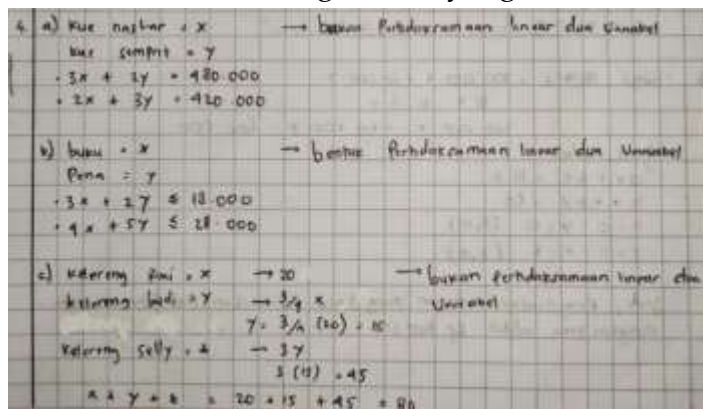 4. a) Kue nastar = x → bukan Pertidaksamaan linear dua Variabel
kue semprit = y
• 3x + 2y = 480.000
• 2x + 3y = 420.000
b) buku = x → bentuk Pertidaksamaan linear dua Variabel
Pena = y
• 3x + 2y ≤ 18.000
• 4x + 5y ≤ 28.000
c) kelereng = x → 20 → bukan Pertidaksamaan linear dua
kelereng = y → 3/4 x Variabel
y = 3/4 (20) = 15
kelereng Selly = z → 3y
3 (15) = 45
x + y + z = 20 + 15 + 45 = 80